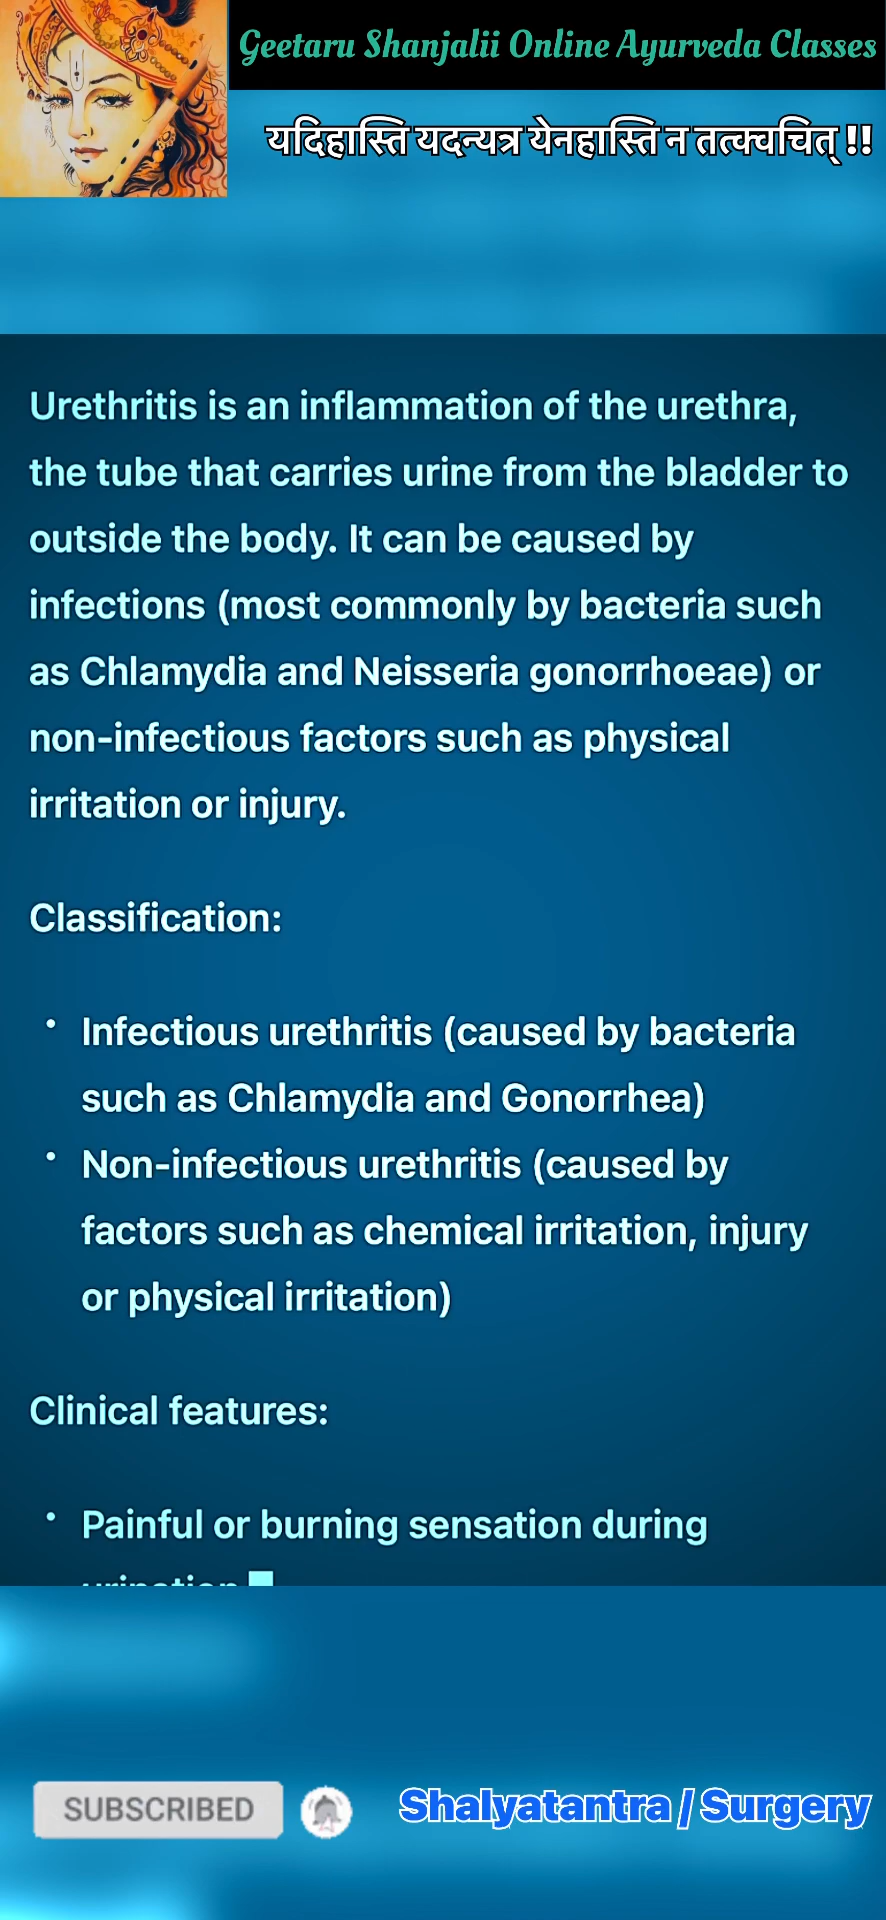 Geetaru Shanjalii Online Ayurveda Classes
यदिहास्ति यदन्यत्र येनहास्ति न तत्क्वचित् !!
Urethritis is an inflammation of the urethra,
the tube that carries urine from the bladder to
outside the body. It can be caused by
infections (most commonly by bacteria such
as Chlamydia and Neisseria gonorrhoeae) or
non-infectious factors such as physical
irritation or injury.
Classification:
• Infectious urethritis (caused by bacteria
such as Chlamydia and Gonorrhea)
• Non-infectious urethritis (caused by
factors such as chemical irritation, injury
or physical irritation)
Clinical features:
• Painful or burning sensation during
urination
SUBSCRIBED
Shalyatantra / Surgery